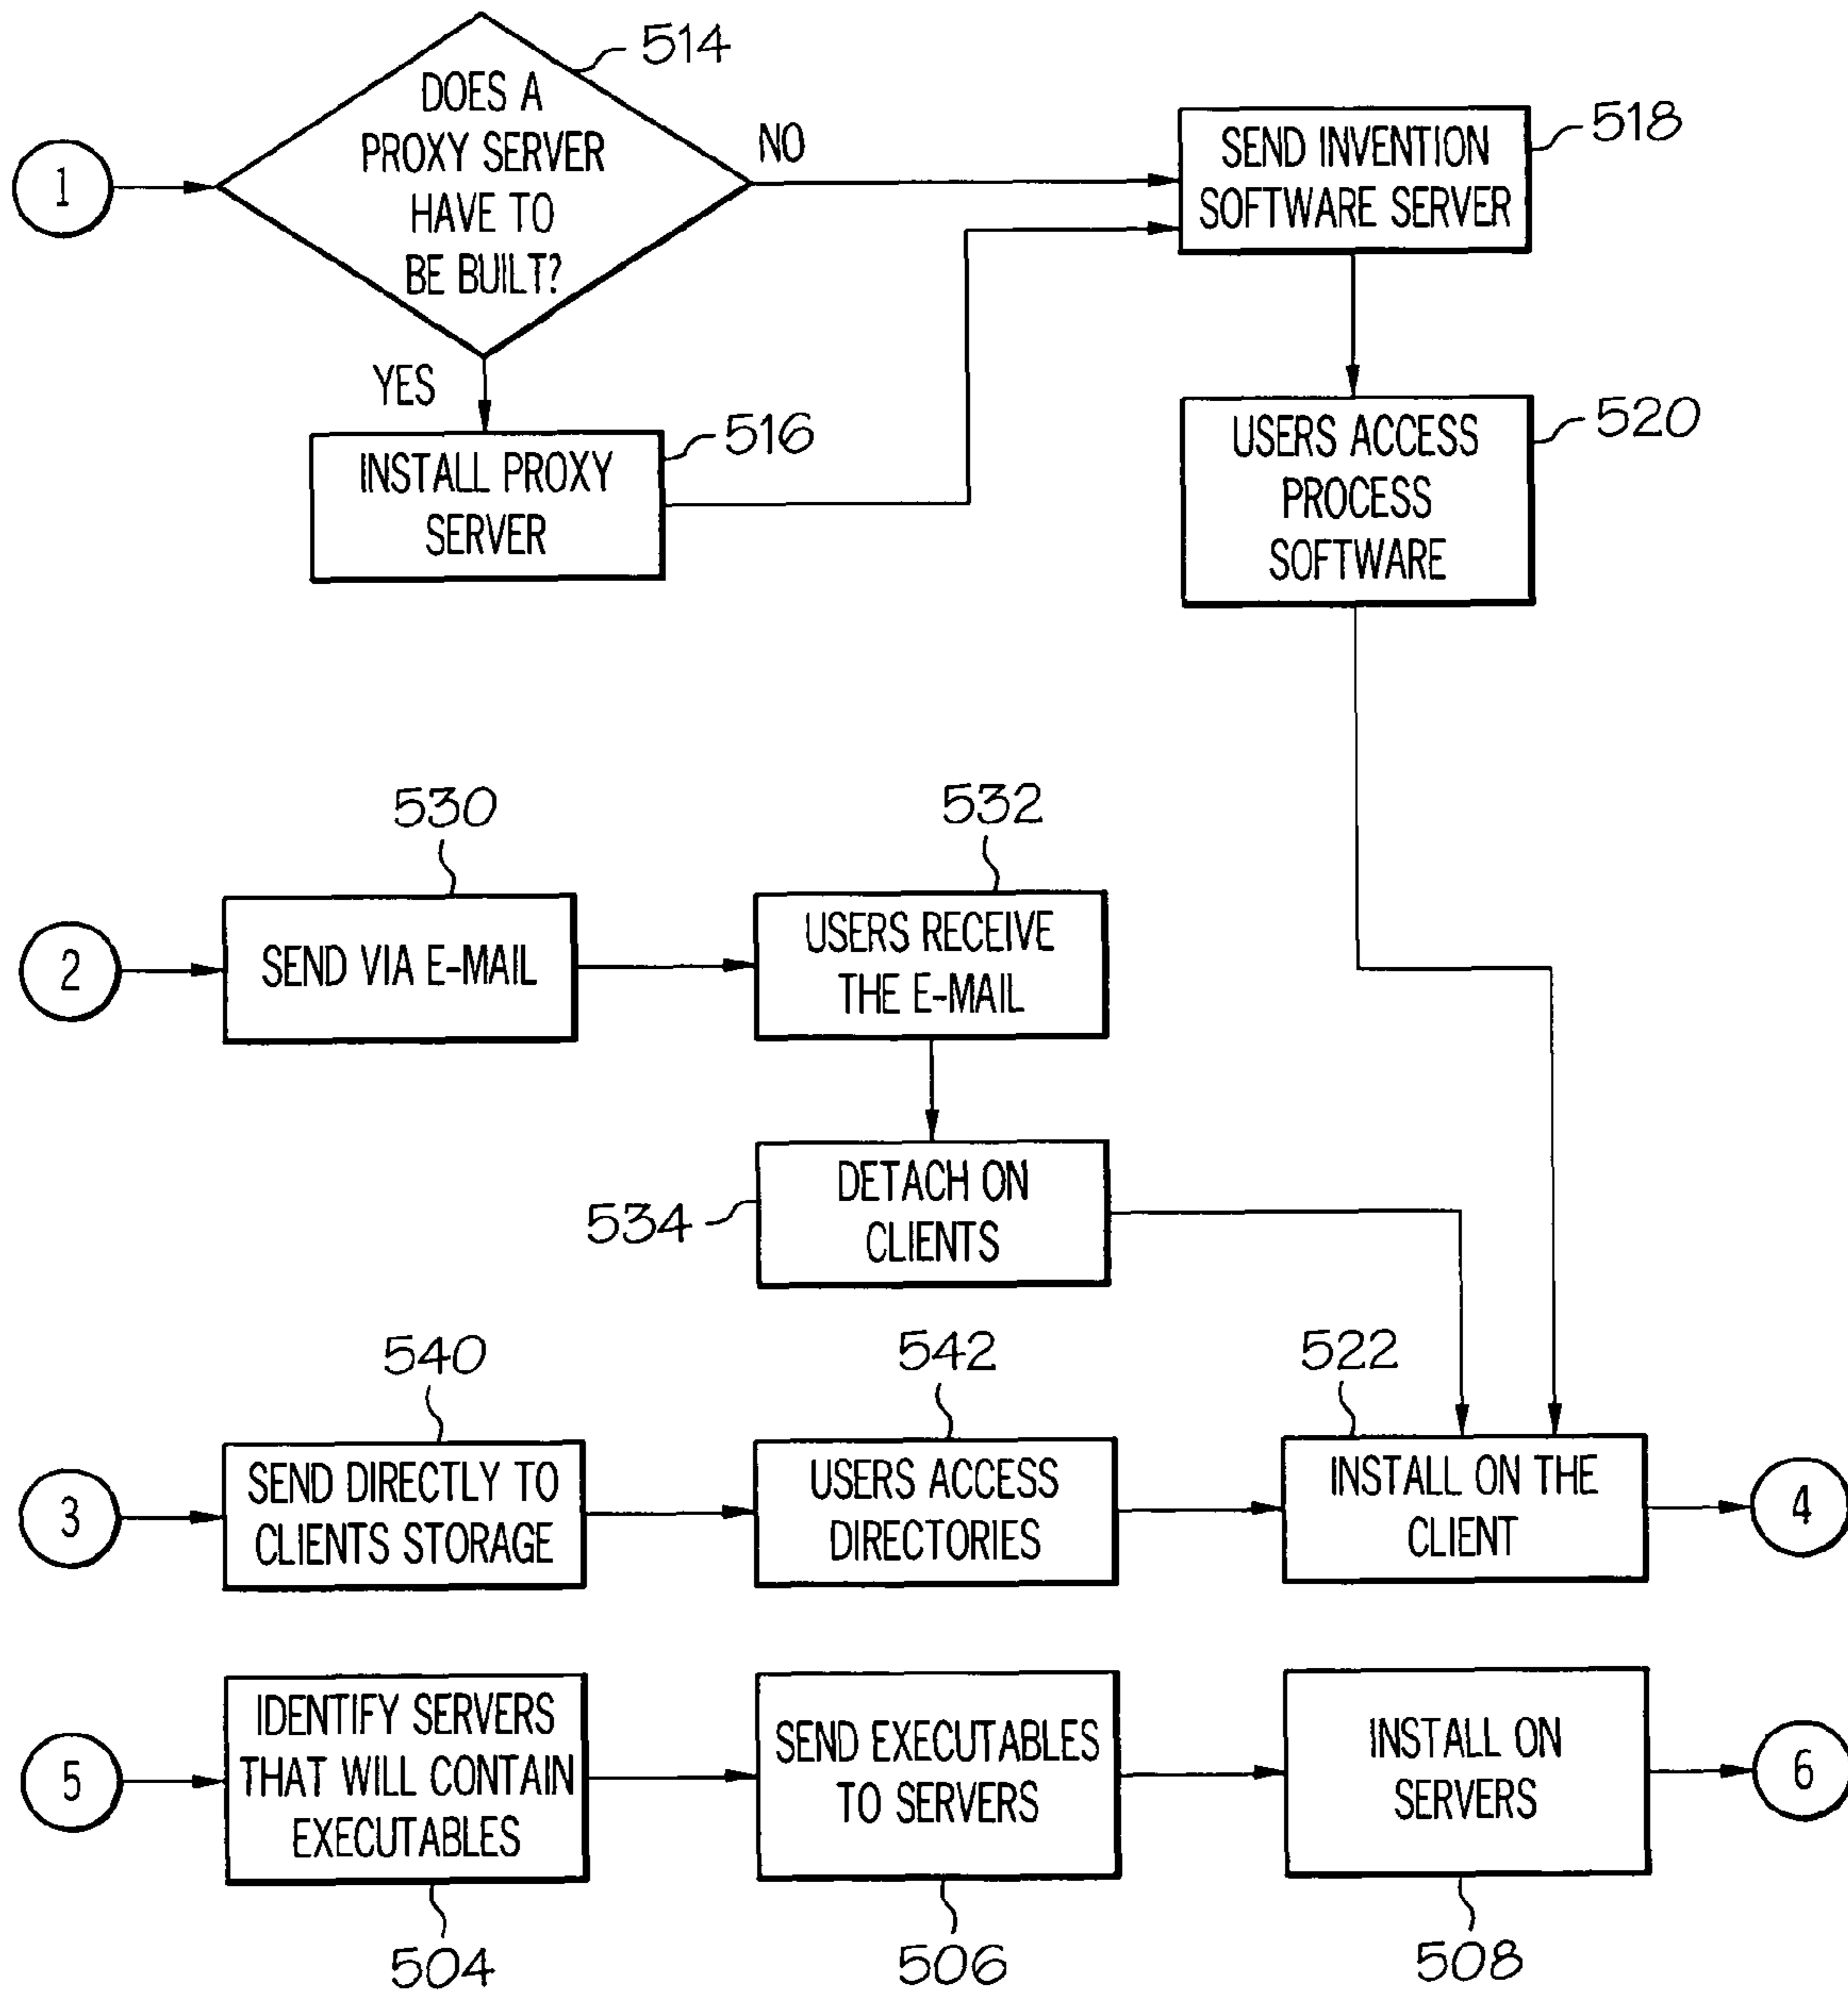 514
DOES A
PROXY SERVER
HAVE TO
BE BUILT?
1
NO
YES
516
INSTALL PROXY
SERVER
518
SEND INVENTION
SOFTWARE SERVER
520
USERS ACCESS
PROCESS
SOFTWARE
530
532
2
SEND VIA E-MAIL
USERS RECEIVE
THE E-MAIL
534
DETACH ON
CLIENTS
540
542
522
3
SEND DIRECTLY TO
CLIENTS STORAGE
USERS ACCESS
DIRECTORIES
INSTALL ON THE
CLIENT
4
5
IDENTIFY SERVERS
THAT WILL CONTAIN
EXECUTABLES
SEND EXECUTABLES
TO SERVERS
INSTALL ON
SERVERS
6
504
506
508